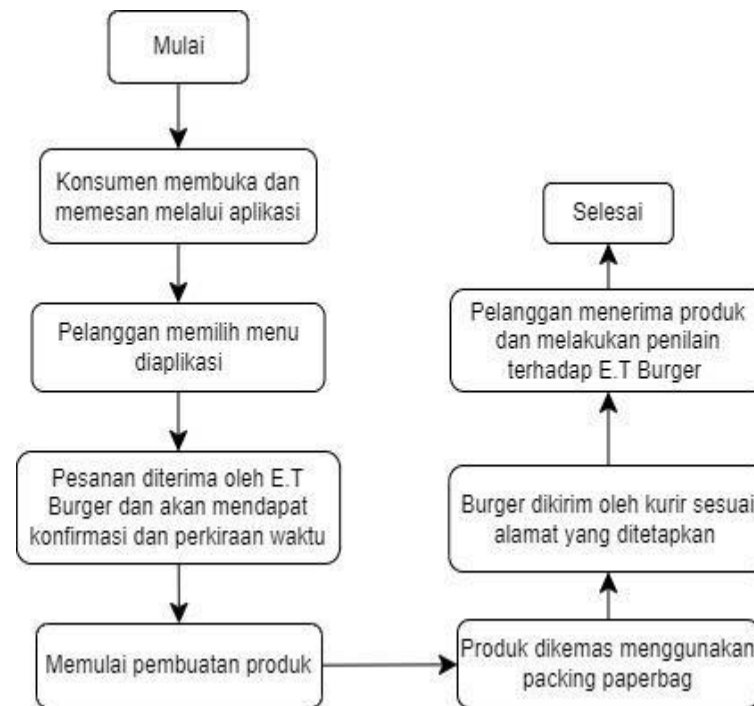 Mulai
Konsumen membuka dan
memesan melalui aplikasi
Pelanggan memilih menu
diaplikasi
Pesanan diterima oleh E.T
Burger dan akan mendapat
konfirmasi dan perkiraan waktu
Memulai pembuatan produk
Produk dikemas menggunakan
packing paperbag
Burger dikirim oleh kurir sesuai
alamat yang ditetapkan
Pelanggan menerima produk
dan melakukan penilain
terhadap E.T Burger
Selesai